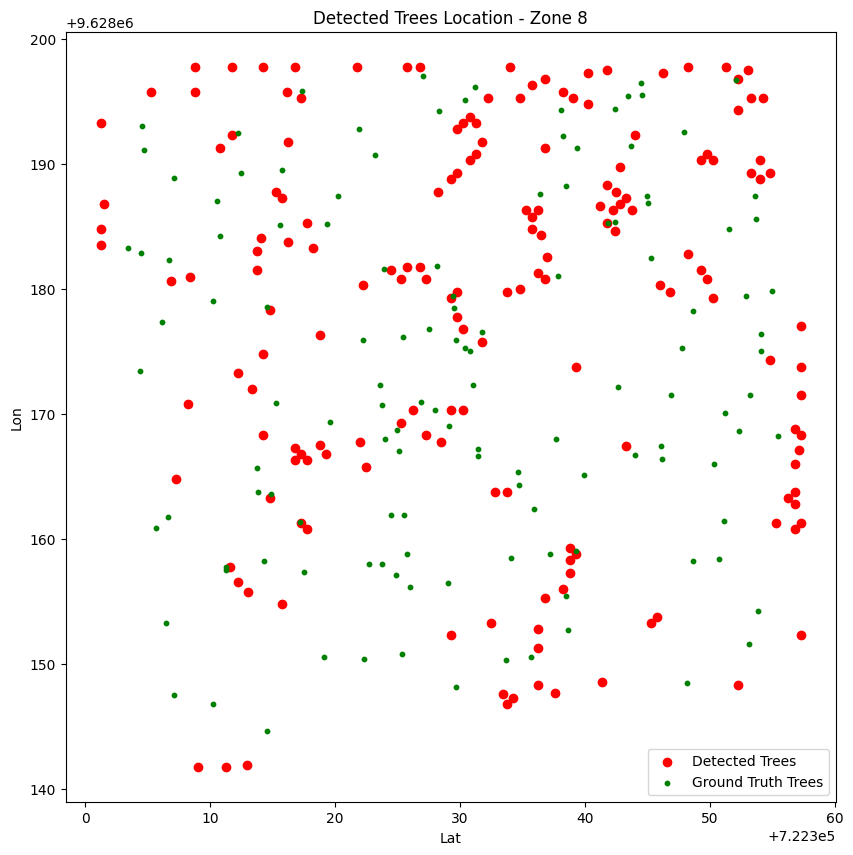 Detected Trees Location - Zone 8
+9.628e6
200
190
180
170
160
150
140
Lon
0
10
20
30
40
50
60
Lat
+7.223e5
Detected Trees
Ground Truth Trees